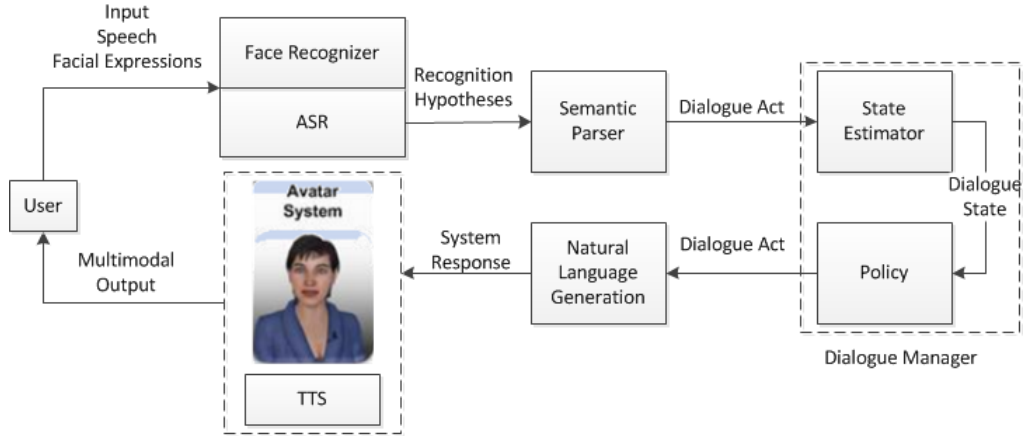 Input
Speech
Facial Expressions
Face Recognizer
ASR
Recognition
Hypotheses
Semantic
Parser
Dialogue Act
State
Estimator
Dialogue
State
User
Avatar
System
Multimodal
Output
System
Response
Natural
Language
Generation
Dialogue Act
Policy
Dialogue Manager
TTS